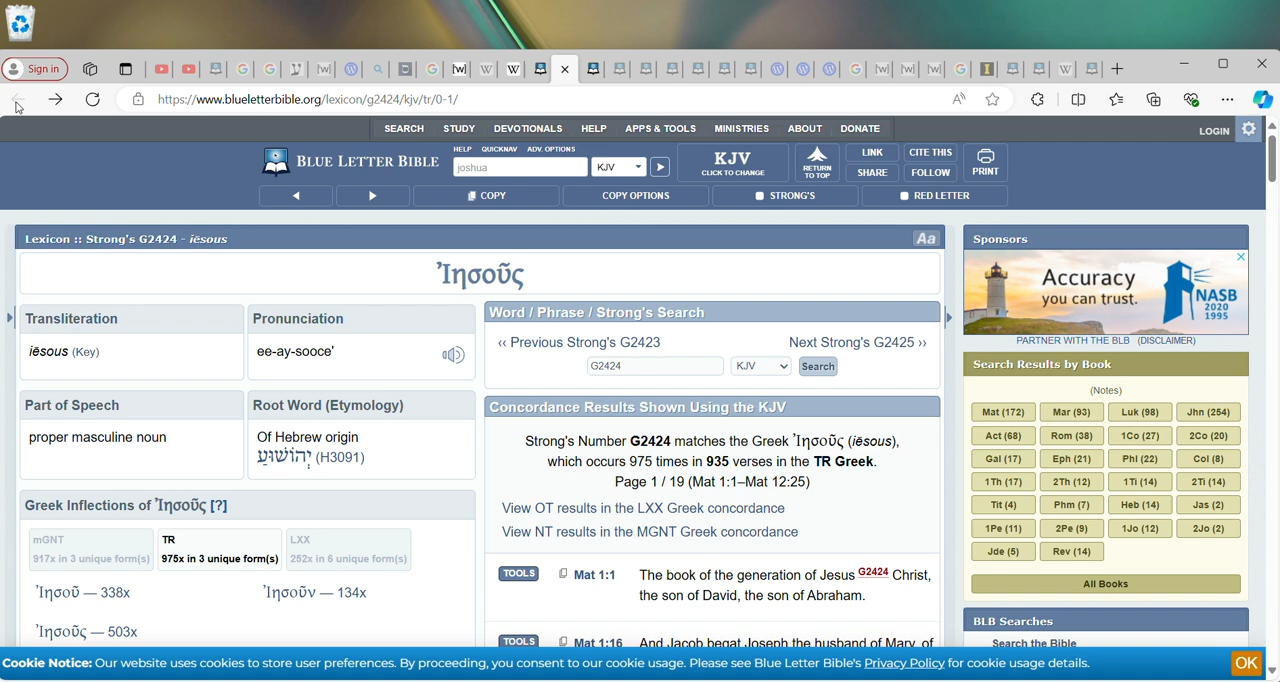 Sign in
https://www.blueletterbible.org/lexicon/g2424/kjv/tr/0-1/
SEARCH STUDY DEVOTIONALS HELP APPS & TOOLS MINISTRIES ABOUT DONATE
LOGIN
BLUE LETTER BIBLE
HELP QUICKNAV ADV. OPTIONS
joshua
KJV
KJV
CLICK TO CHANGE
RETURN
TO TOP
LINK
SHARE
CITE THIS
FOLLOW
PRINT
COPY
COPY OPTIONS
STRONG'S
RED LETTER
Lexicon :: Strong's G2424 - iēsous
Aa
Ἰησοῦς
Transliteration
iēsous (Key)
Pronunciation
ee-ay-sooce'
Part of Speech
proper masculine noun
Root Word (Etymology)
Of Hebrew origin
יְהוֹשׁוּעַ (H3091)
Greek Inflections of Ἰησοῦς [?]
mGNT
917x in 3 unique form(s)
TR
975x in 3 unique form(s)
LXX
252x in 6 unique form(s)
Ἰησοῦ — 338x
Ἰησοῦν — 134x
Ἰησοῦς — 503x
Word / Phrase / Strong's Search
‹‹ Previous Strong's G2423
Next Strong's G2425 ››
G2424
KJV
Search
Concordance Results Shown Using the KJV
Strong's Number G2424 matches the Greek Ἰησοῦς (iēsous),
which occurs 975 times in 935 verses in the TR Greek.
Page 1 / 19 (Mat 1:1–Mat 12:25)
View OT results in the LXX Greek concordance
View NT results in the MGNT Greek concordance
TOOLS Mat 1:1 The book of the generation of Jesus G2424 Christ,
the son of David, the son of Abraham.
TOOLS Mat 1:16 And Jacob begat Joseph the husband of Mary, of
Sponsors
Accuracy
you can trust.
NASB
2020
1995
PARTNER WITH THE BLB (DISCLAIMER)
Search Results by Book
(Notes)
Mat (172) Mar (93) Luk (98) Jhn (254)
Act (68) Rom (38) 1Co (27) 2Co (20)
Gal (17) Eph (21) Phl (22) Col (8)
1Th (17) 2Th (12) 1Ti (14) 2Ti (14)
Tit (4) Phm (7) Heb (14) Jas (2)
1Pe (11) 2Pe (9) 1Jo (12) 2Jo (2)
Jde (5) Rev (14)
All Books
BLB Searches
Search the Bible
Cookie Notice: Our website uses cookies to store user preferences. By proceeding, you consent to our cookie usage. Please see Blue Letter Bible's Privacy Policy for cookie usage details.
OK